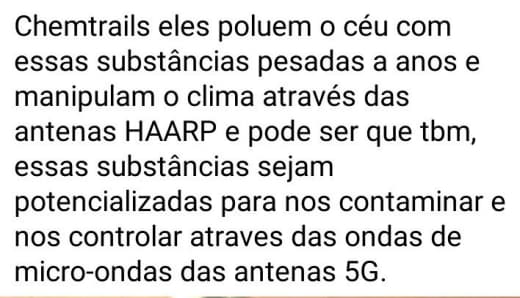 Chemtrails eles poluem o céu com
essas substâncias pesadas a anos e
manipulam o clima através das
antenas HAARP e pode ser que tbm,
essas substâncias sejam
potencializadas para nos contaminar e
nos controlar atraves das ondas de
micro-ondas das antenas 5G.